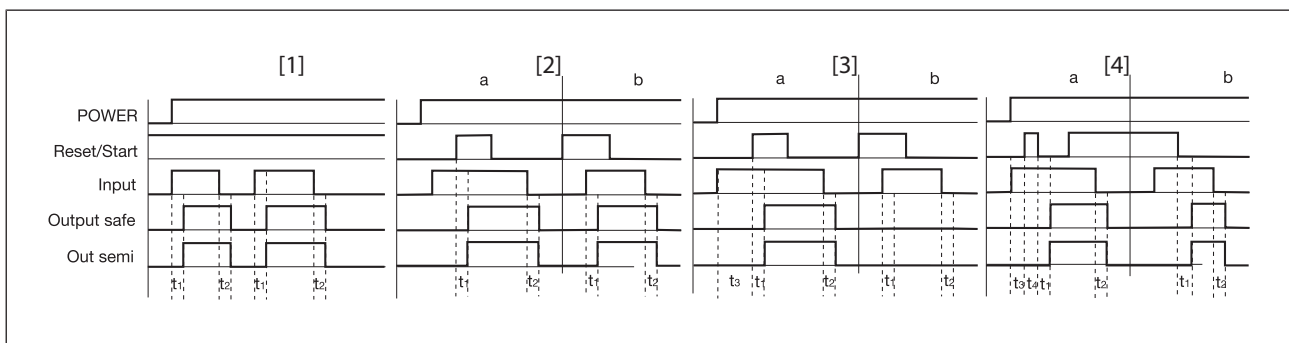 [1] [2] [3] [4]
a b a b a b
POWER
Reset/Start
Input
Output safe
Out semi
t1 t2 t1 t2 t1 t2 t1 t2 t3 t1 t2 t1 t2 t3 t4 t1 t2 t1 t2